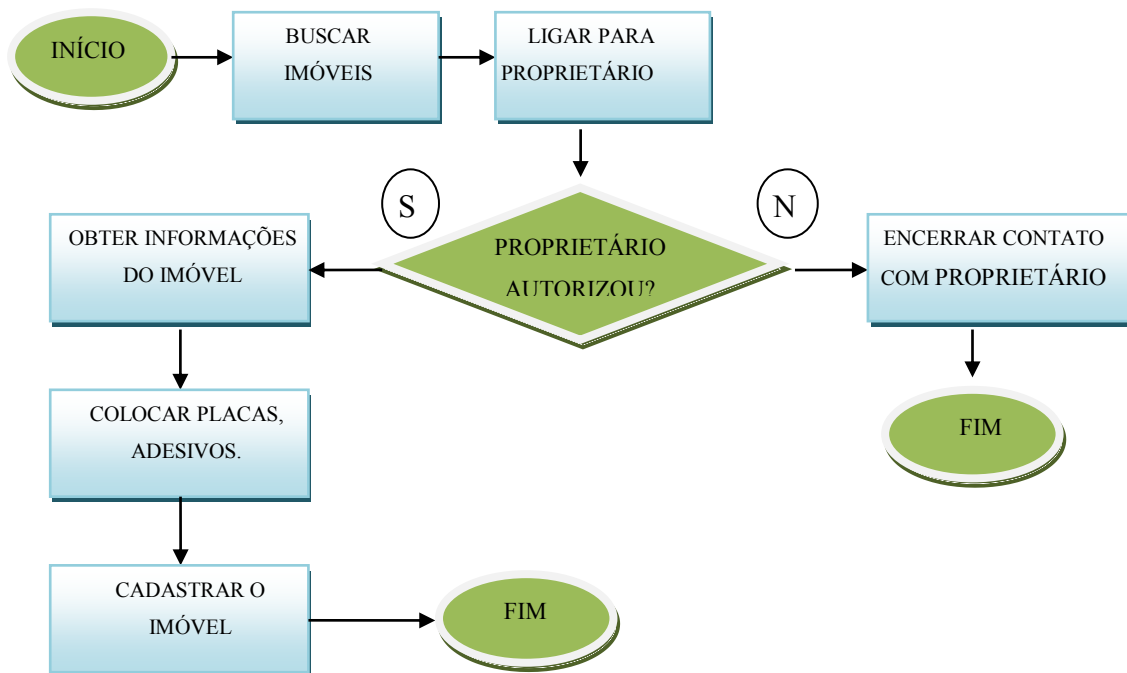 INÍCIO
BUSCAR
IMÓVEIS
LIGAR PARA
PROPRIETÁRIO
S
N
PROPRIETÁRIO
AUTORIZOU?
OBTER INFORMAÇÕES
DO IMÓVEL
ENCERRAR CONTATO
COM PROPRIETÁRIO
COLOCAR PLACAS,
ADESIVOS.
FIM
CADASTRAR O
IMÓVEL
FIM